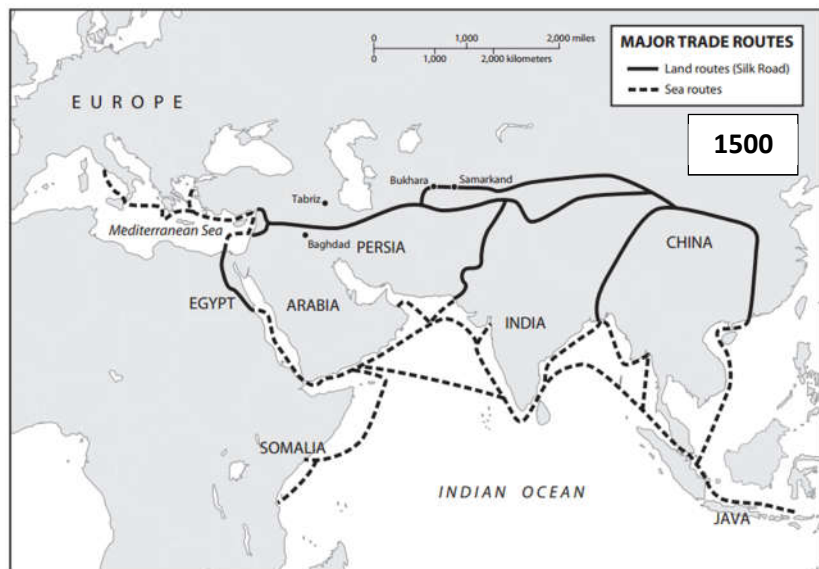 0 1,000 2,000 miles
0 1,000 2,000 kilometers
MAJOR TRADE ROUTES
Land routes (Silk Road)
Sea routes
1500
EUROPE
Bukhara
Samarkand
Tabriz
Mediterranean Sea
Baghdad
PERSIA
CHINA
EGYPT
ARABIA
INDIA
SOMALIA
INDIAN OCEAN
JAVA